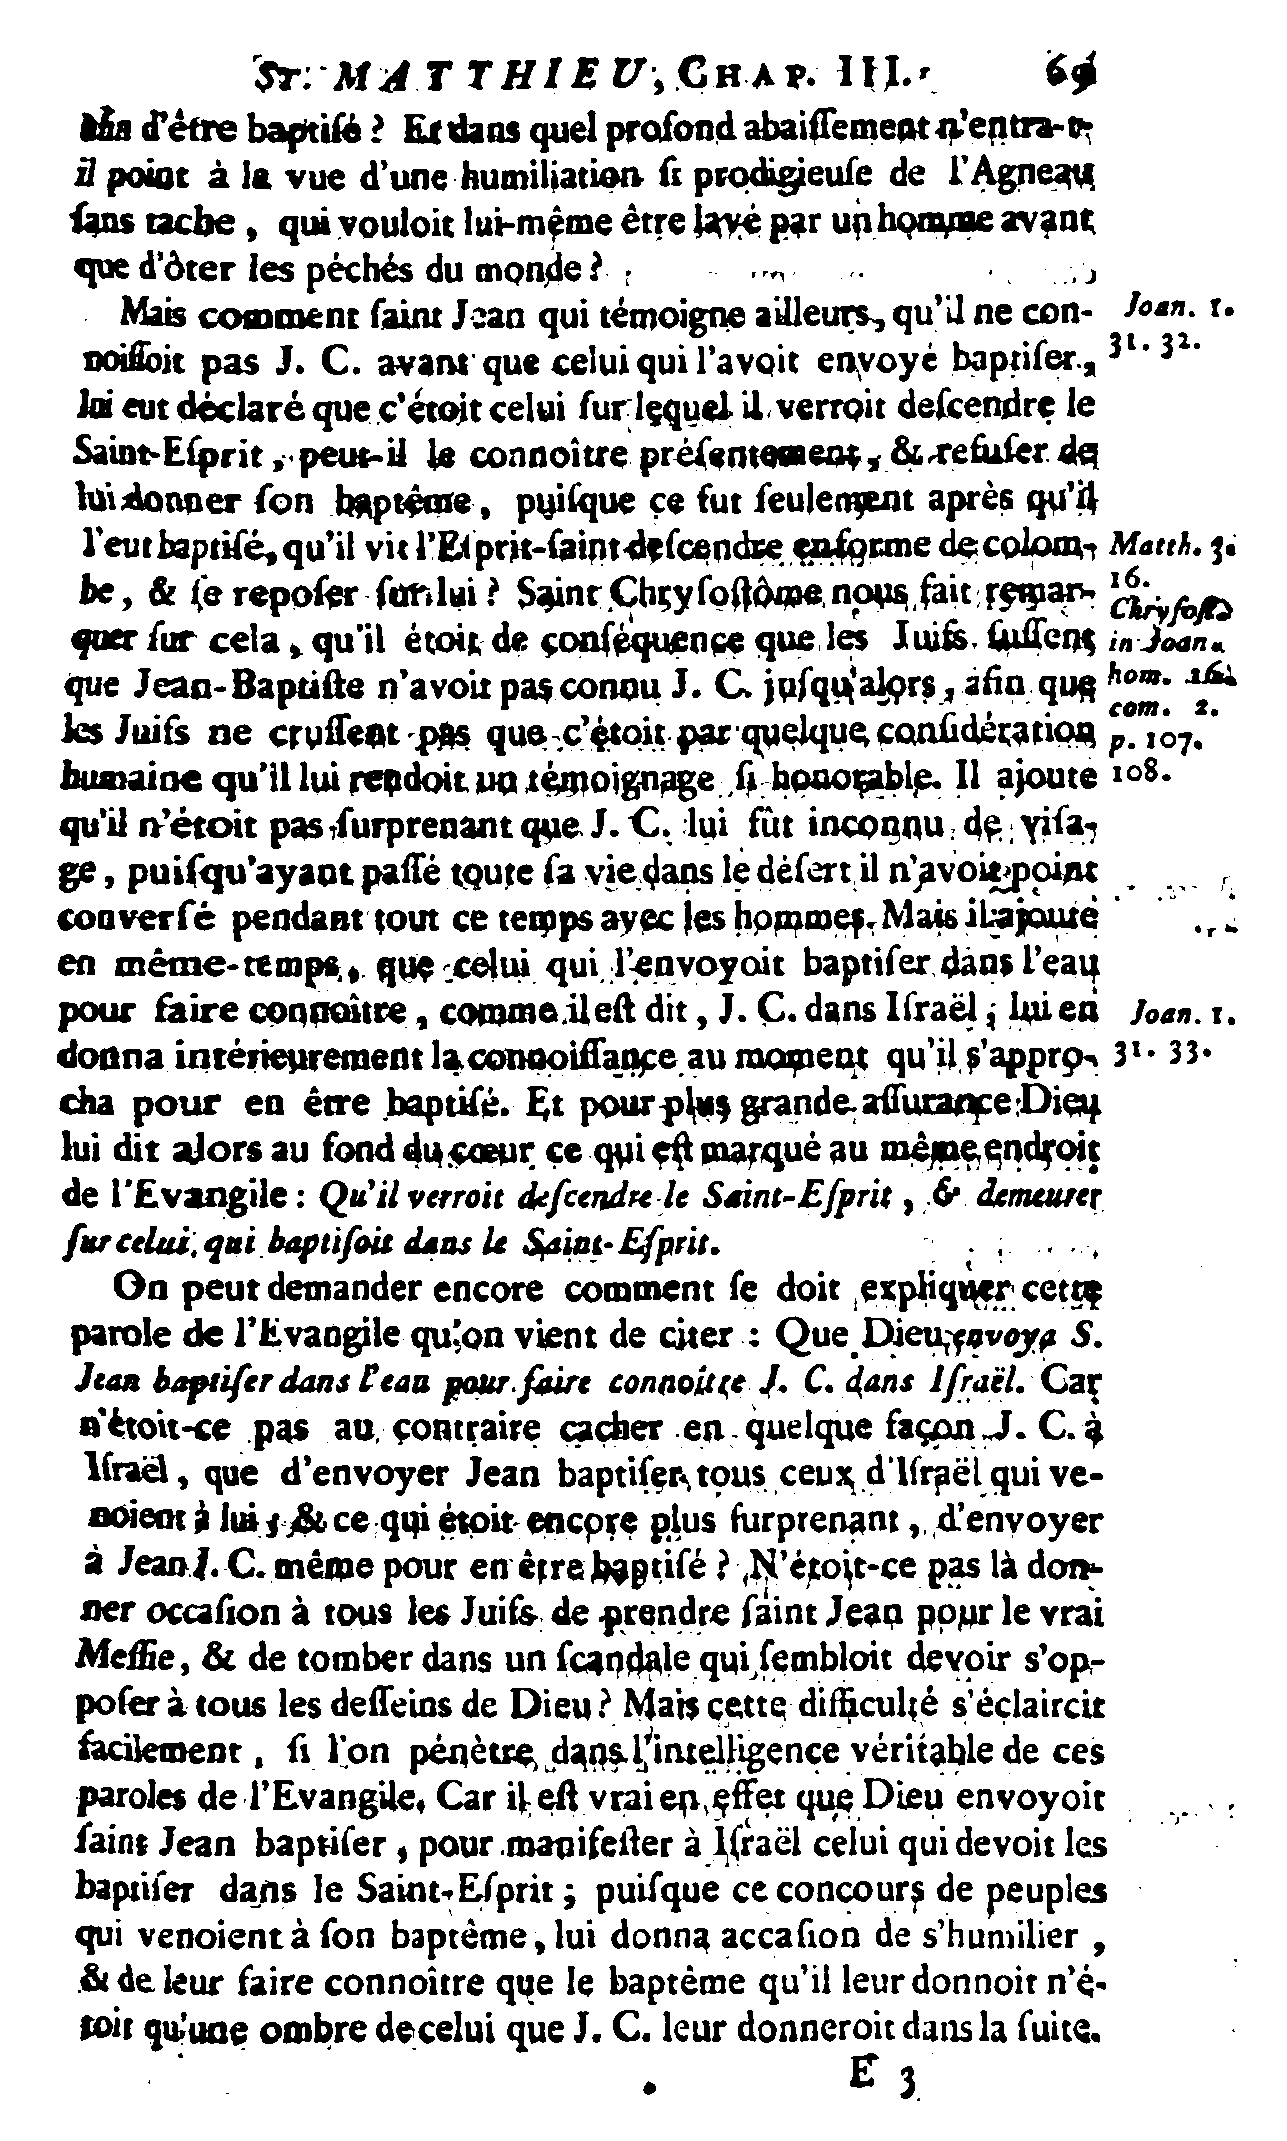 ST. MATTHIEU, CHAP. III. 69
d'être baptiſé ? Et dans quel profond abaiſſement n'entra-t-
il point à la vue d'une humiliation ſi prodigieuſe de l'Agneau
ſans tache, qui vouloit lui-même être lavé par un homme avant
que d'ôter les péchés du monde ?
Mais comment ſaint Jean qui témoigne ailleurs, qu'il ne con-
Joan. 1.
noiſſoit pas J. C. avant que celui qui l'avoit envoyé baptiſer,
31. 32.
lui eut déclaré que c'étoit celui ſur lequel il verroit deſcendre le
Saint-Eſprit, peut-il le connoître préſentement, & refuſer de
lui donner ſon baptême, puiſque ce fut ſeulement après qu'il
l'eut baptiſé, qu'il vit l'Eſprit-ſaint deſcendre en forme de colom-
Matth. 3.
be, & ſe repoſer ſur lui ? Saint Chryſoſtôme nous fait remar-
16.
Chryſoſt.
quer ſur cela, qu'il étoit de conſéquence que les Juifs fuſſent
in Joan.
que Jean-Baptiſte n'avoit pas connu J. C. juſqu'alors, afin que
hom. 16.
les Juifs ne cruſſent pas que c'étoit par quelque conſidération
com. 2.
p. 107.
humaine qu'il lui rendoit un témoignage ſi honorable. Il ajoute
108.
qu'il n'étoit pas ſurprenant que J. C. lui fût inconnu de viſa-
ge, puiſqu'ayant paſſé toute ſa vie dans le déſert il n'avoit point
converſé pendant tout ce temps avec les hommes. Mais il ajoute
en même-temps, que celui qui l'envoyoit baptiſer dans l'eau
pour faire connoître, comme il eſt dit, J. C. dans Iſraël ; lui en
Joan. 1.
donna intérieurement la connoiſſance au moment qu'il s'appro-
31. 33.
cha pour en être baptiſé. Et pour plus grande aſſurance Dieu
lui dit alors au fond du cœur ce qui eſt marqué au même endroit
de l'Evangile : Qu'il verroit deſcendre le Saint-Eſprit, & demeurer
ſur celui qui baptiſoit dans le Saint-Eſprit.
On peut demander encore comment ſe doit expliquer cette
parole de l'Evangile qu'on vient de citer : Que Dieu envoya S.
Jean baptiſer dans l'eau pour faire connoître J. C. dans Iſraël. Car
n'étoit-ce pas au contraire cacher en quelque façon J. C. à
Iſraël, que d'envoyer Jean baptiſer tous ceux d'Iſraël qui ve-
noient à lui ; & ce qui étoit encore plus ſurprenant, d'envoyer
à Jean J. C. même pour en être baptiſé ? N'étoit-ce pas là don-
ner occaſion à tous les Juifs de prendre ſaint Jean pour le vrai
Meſſie, & de tomber dans un ſcandale qui ſembloit devoir s'op-
poſer à tous les deſſeins de Dieu ? Mais cette difficulté s'éclaircit
facilement, ſi l'on pénètre dans l'intelligence véritable de ces
paroles de l'Evangile. Car il eſt vrai en effet que Dieu envoyoit
ſaint Jean baptiſer, pour manifeſter à Iſraël celui qui devoit les
baptiſer dans le Saint-Eſprit ; puiſque ce concours de peuples
qui venoient à ſon baptême, lui donna accaſion de s'humilier,
& de leur faire connoître que le baptême qu'il leur donnoit n'é-
toit qu'une ombre de celui que J. C. leur donneroit dans la ſuite.
E 3